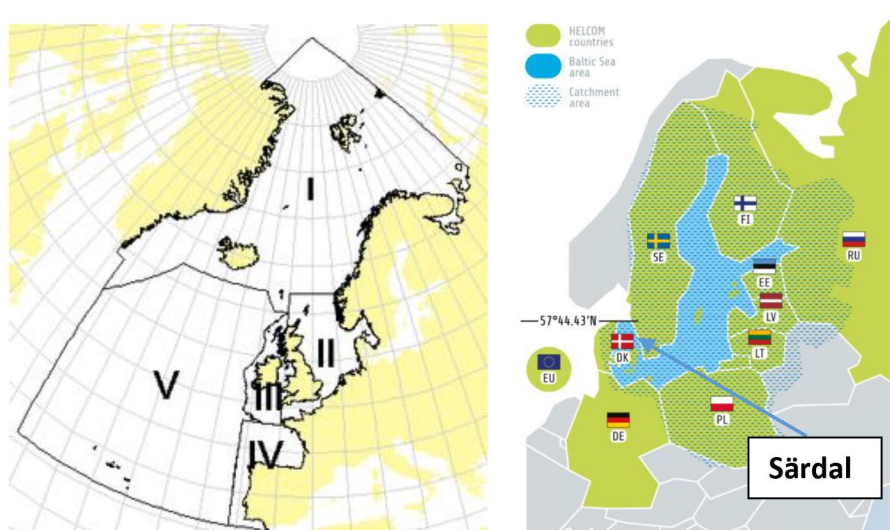 I
II
III
IV
V
HELCOM
countries
Baltic Sea
area
Catchment
area
FI
SE
RU
EE
LV
57°44.43'N
LT
DK
EU
PL
DE
Särdal